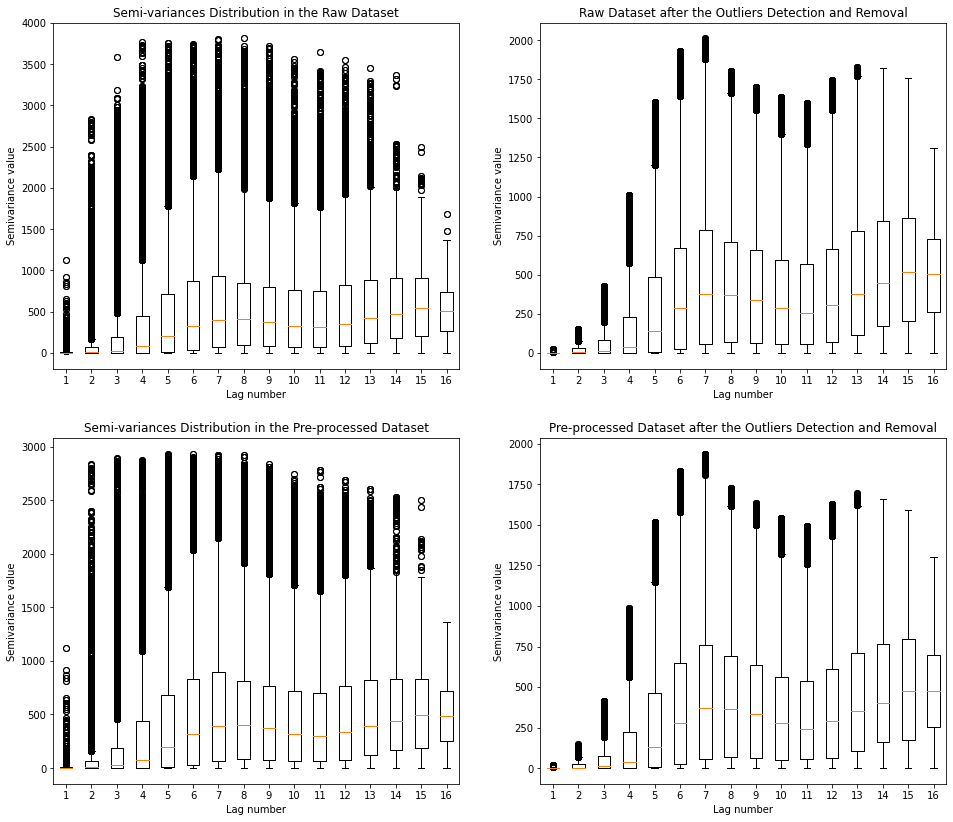 Semi-variances Distribution in the Raw Dataset
4000
3500
3000
2500
2000
1500
1000
500
0
Semivariance value
1 2 3 4 5 6 7 8 9 10 11 12 13 14 15 16
Lag number
Raw Dataset after the Outliers Detection and Removal
2000
1750
1500
1250
1000
750
500
250
0
Semivariance value
1 2 3 4 5 6 7 8 9 10 11 12 13 14 15 16
Lag number
Semi-variances Distribution in the Pre-processed Dataset
3000
2500
2000
1500
1000
500
0
Semivariance value
1 2 3 4 5 6 7 8 9 10 11 12 13 14 15 16
Lag number
Pre-processed Dataset after the Outliers Detection and Removal
2000
1750
1500
1250
1000
750
500
250
0
Semivariance value
1 2 3 4 5 6 7 8 9 10 11 12 13 14 15 16
Lag number